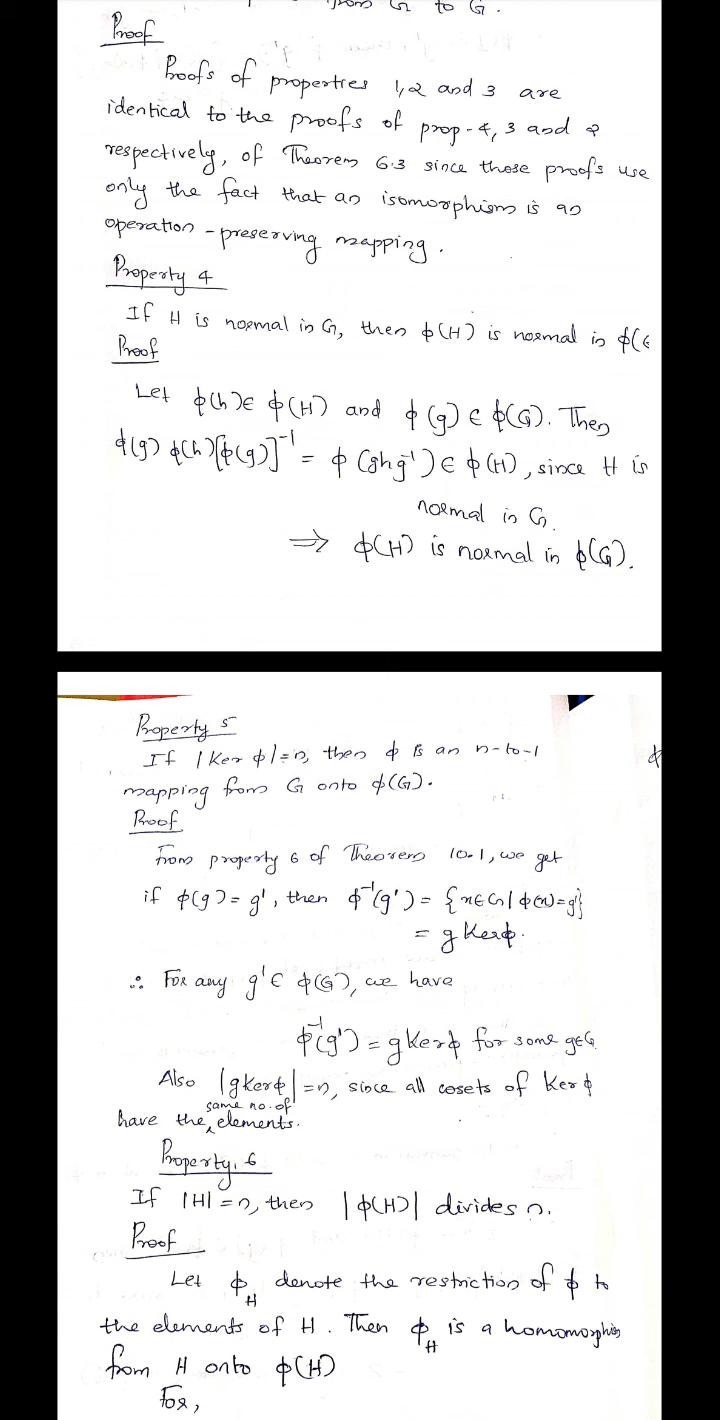 from G to G.
Proof
Proofs of properties 1,2 and 3 are
identical to the proofs of prop-4, 3 and 2
respectively, of Theorem 6.3 since those proofs use
only the fact that an isomorphism is an
operation-preserving mapping.
Property 4
If H is normal in G, then ϕ(H) is normal in ϕ(G
Proof
Let ϕ(h)∈ ϕ(H) and ϕ(g) ∈ ϕ(G). Then
ϕ(g) ϕ(h)[ϕ(g)]⁻¹ = ϕ(ghg⁻¹) ∈ ϕ(H), since H is
normal in G.
⇒ ϕ(H) is normal in ϕ(G).
Property 5
If |Ker ϕ|=n, then ϕ is an n-to-1
mapping from G onto ϕ(G).
Proof
From property 6 of Theorem 10.1, we get
if ϕ(g)= g', then ϕ⁻¹(g') = {x∈G | ϕ(x)=g'}
= g Kerϕ.
∴ For any g'∈ ϕ(G), we have
ϕ⁻¹(g') = g Kerϕ for some g∈G.
Also |g Kerϕ|=n, since all cosets of Ker ϕ
have the same no. of elements.
Property. 6
If |H|=n, then |ϕ(H)| divides n.
Proof
Let ϕ_H denote the restriction of ϕ to
the elements of H. Then ϕ_H is a homomorphism
from H onto ϕ(H)
For,